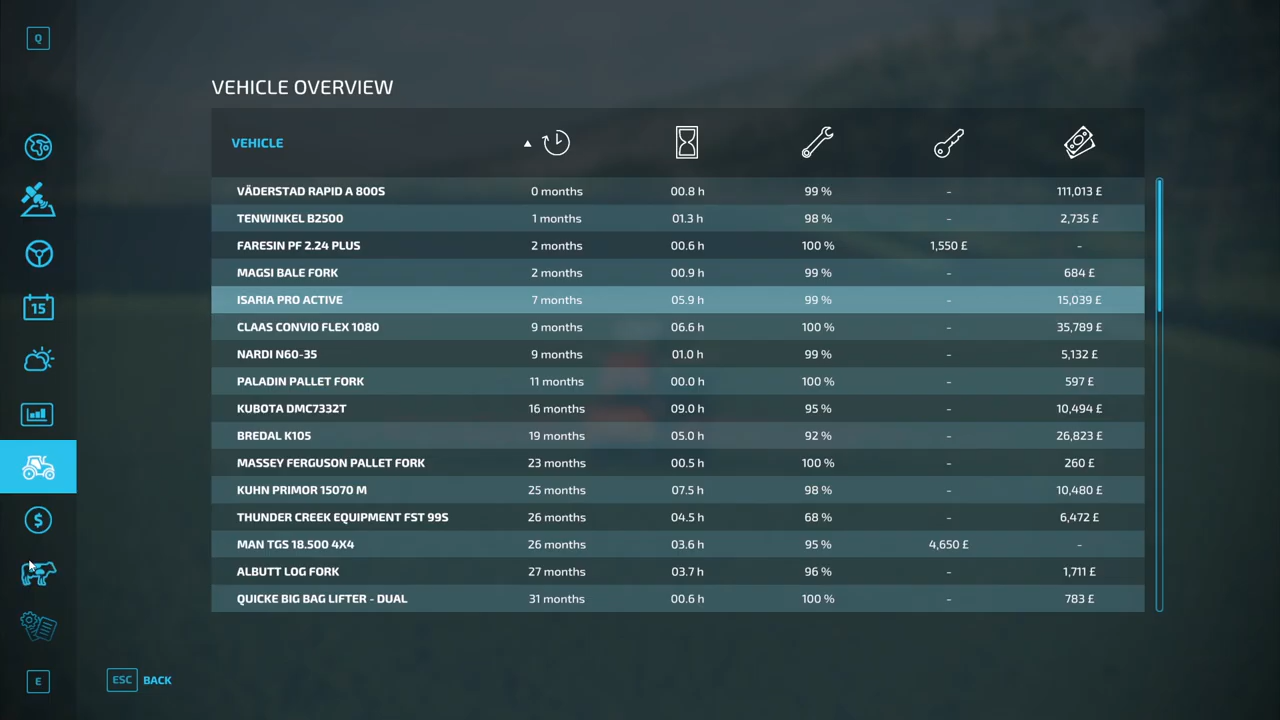 Q
VEHICLE OVERVIEW
VEHICLE
VÄDERSTAD RAPID A 800S 0 months 00.8 h 99 % - 111,013 £
TENWINKEL B2500 1 months 01.3 h 98 % - 2,735 £
FARESIN PF 2.24 PLUS 2 months 00.6 h 100 % 1,550 £ -
MAGSI BALE FORK 2 months 00.9 h 99 % - 684 £
ISARIA PRO ACTIVE 7 months 05.9 h 99 % - 15,039 £
CLAAS CONVIO FLEX 1080 9 months 06.6 h 100 % - 35,789 £
NARDI N60-35 9 months 01.0 h 99 % - 5,132 £
PALADIN PALLET FORK 11 months 00.0 h 100 % - 597 £
KUBOTA DMC7332T 16 months 09.0 h 95 % - 10,494 £
BREDAL K105 19 months 05.0 h 92 % - 26,823 £
MASSEY FERGUSON PALLET FORK 23 months 00.5 h 100 % - 260 £
KUHN PRIMOR 15070 M 25 months 07.5 h 98 % - 10,480 £
THUNDER CREEK EQUIPMENT FST 99S 26 months 04.5 h 68 % - 6,472 £
MAN TGS 18.500 4X4 26 months 03.6 h 95 % 4,650 £ -
ALBUTT LOG FORK 27 months 03.7 h 96 % - 1,711 £
QUICKE BIG BAG LIFTER - DUAL 31 months 00.6 h 100 % - 783 £
15
$
E
ESC BACK